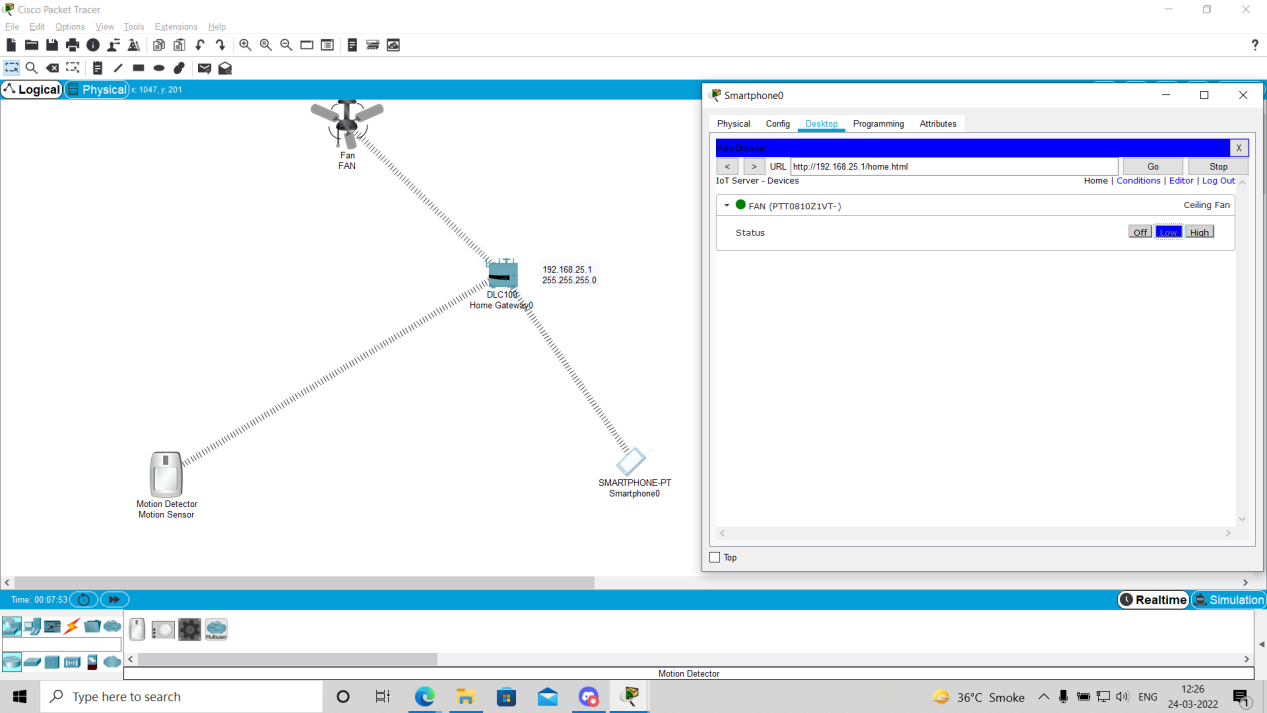 Cisco Packet Tracer
File Edit Options View Tools Extensions Help
Logical Physical x: 1047, y: 201
Fan
FAN
192.168.25.1
255.255.255.0
DLC100
Home Gateway0
Motion Detector
Motion Sensor
SMARTPHONE-PT
Smartphone0
Smartphone0
Physical Config Desktop Programming Attributes
Web Browser X
< > URL http://192.168.25.1/home.html Go Stop
IoT Server - Devices Home | Conditions | Editor | Log Out
FAN (PTT0810Z1VT-) Ceiling Fan
Status Off Low High
Top
Time: 00:07:53 Realtime Simulation
Multiuser
Motion Detector
Type here to search
36°C Smoke ENG
12:26
24-03-2022
1